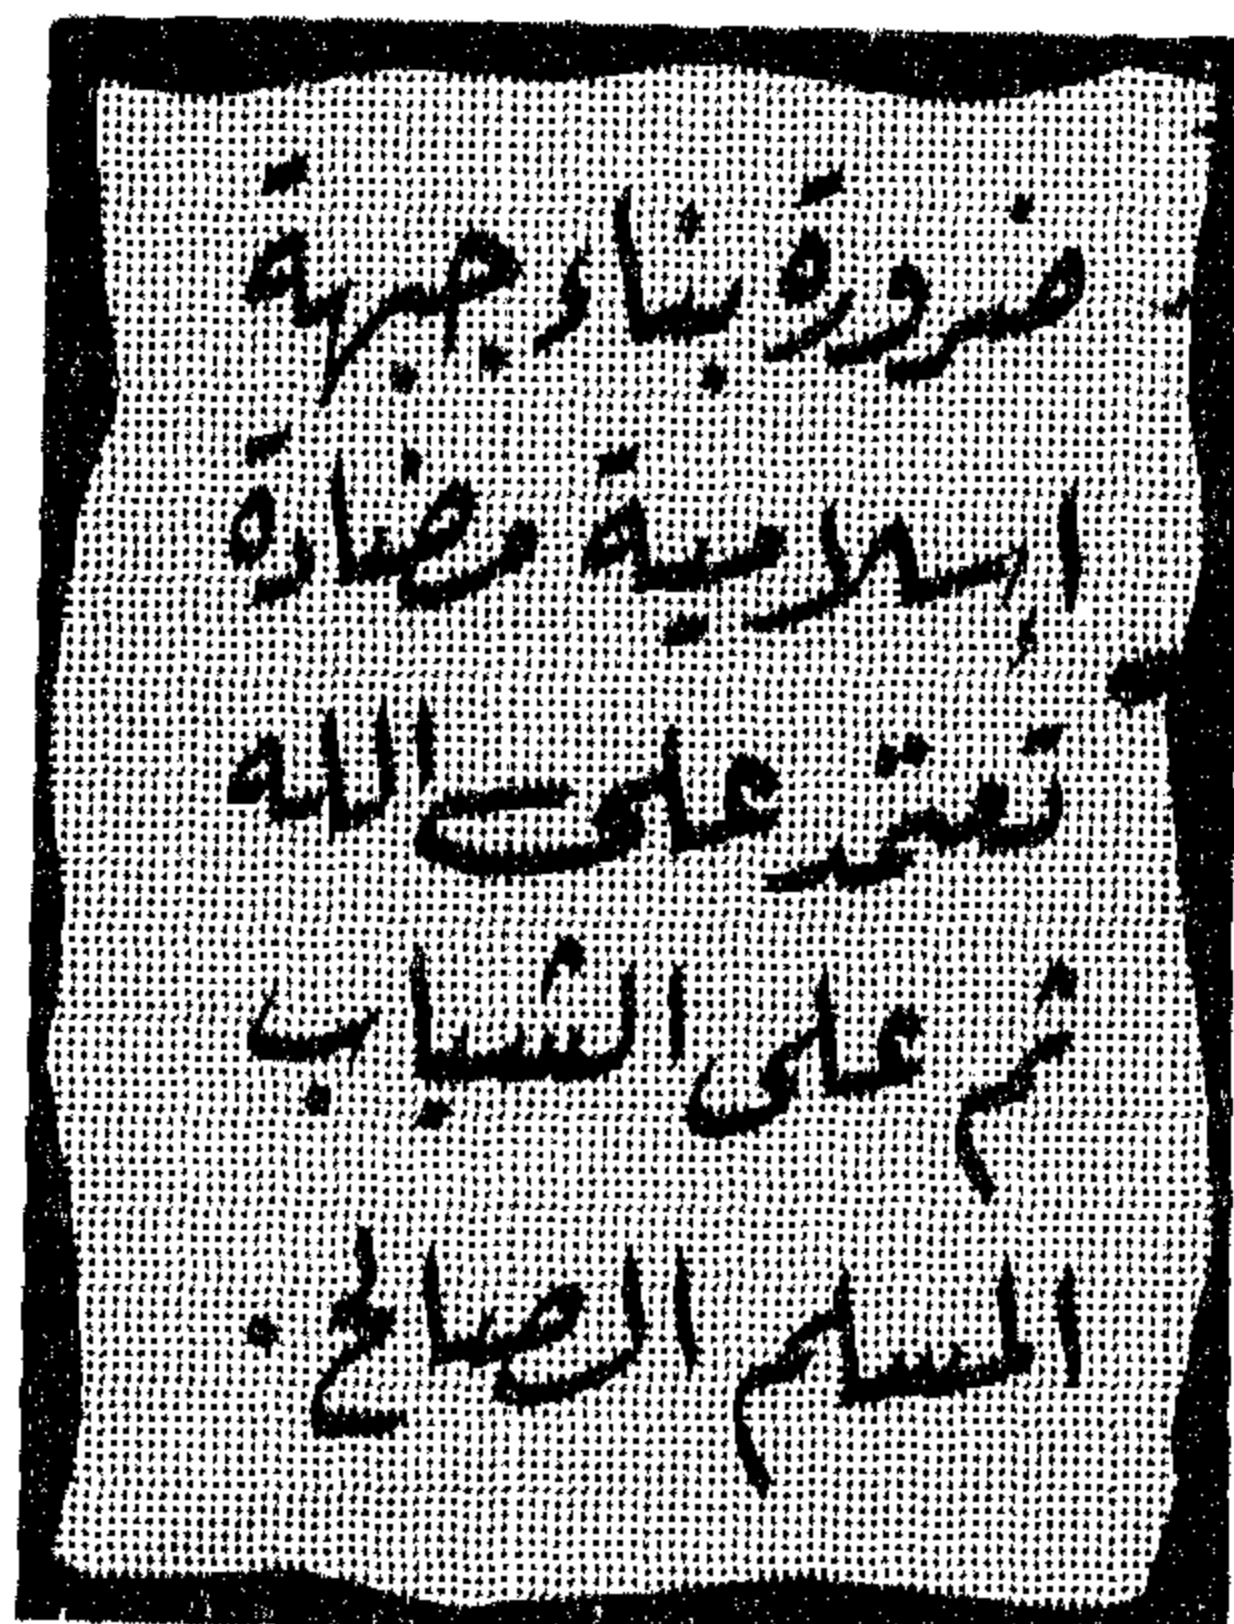 ضرورة بناء جبهة
إسلامية مضادة
تعتمد على الله
ثم على الشباب
المسلم الصالح .